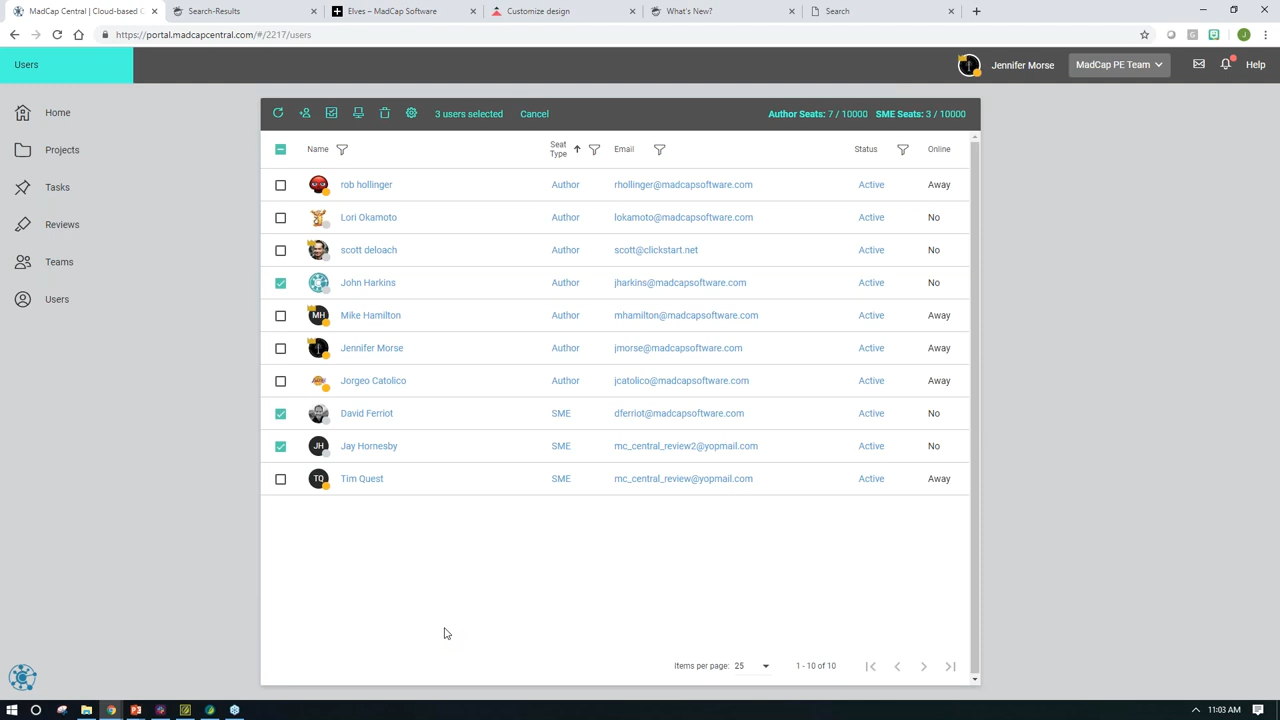 MadCap Central | Cloud-based C
Search-Results
Elves – MadCap Software
Customize design
What's New?
Search
https://portal.madcapcentral.com/#/2217/users
J
Users
Jennifer Morse
MadCap PE Team
Help
Home
Projects
Tasks
Reviews
Teams
Users
3 users selected
Cancel
Author Seats: 7 / 10000 SME Seats: 3 / 10000
Name
Seat Type
Email
Status
Online
rob hollinger Author rhollinger@madcapsoftware.com Active Away
Lori Okamoto Author lokamoto@madcapsoftware.com Active No
scott deloach Author scott@clickstart.net Active No
John Harkins Author jharkins@madcapsoftware.com Active No
MH Mike Hamilton Author mhamilton@madcapsoftware.com Active Away
Jennifer Morse Author jmorse@madcapsoftware.com Active Away
Jorgeo Catolico Author jcatolico@madcapsoftware.com Active Away
David Ferriot SME dferriot@madcapsoftware.com Active No
JH Jay Hornesby SME mc_central_review2@yopmail.com Active No
TQ Tim Quest SME mc_central_review@yopmail.com Active Away
Items per page: 25 1 - 10 of 10
11:03 AM